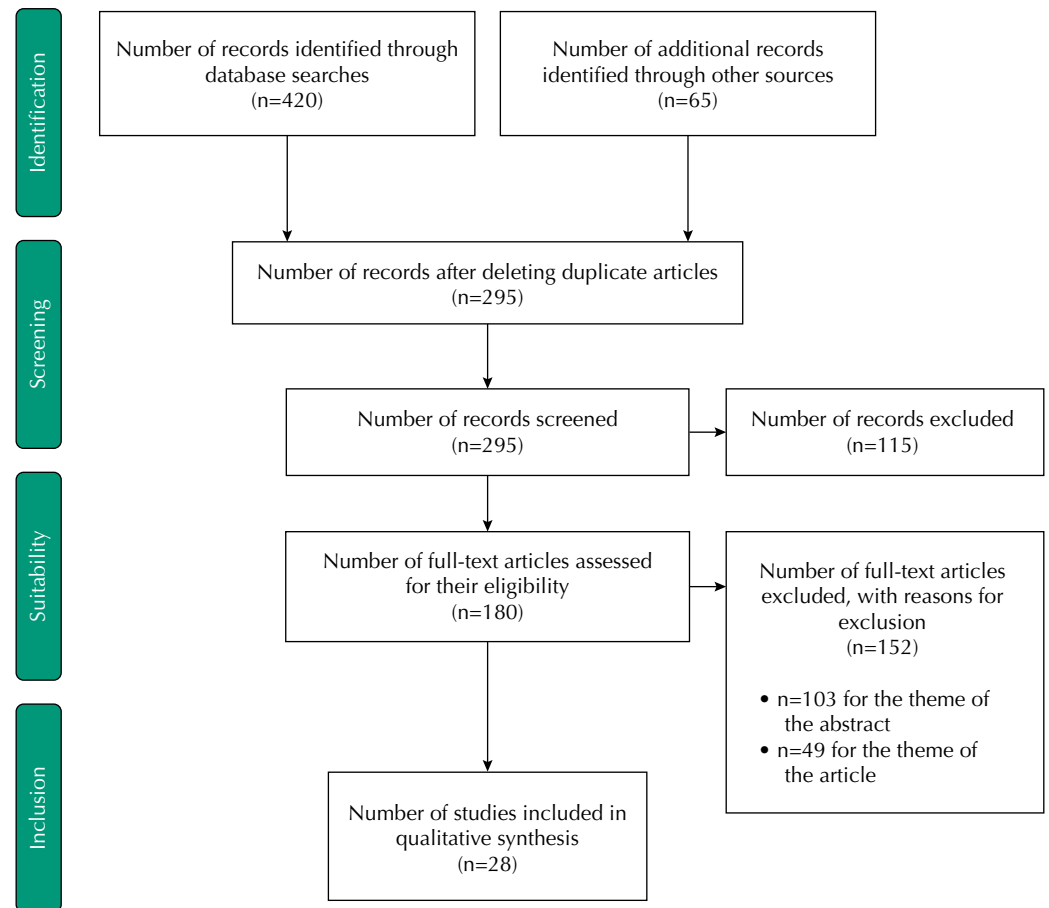 Identification
Number of records identified through
database searches
(n=420)
Number of additional records
identified through other sources
(n=65)
Screening
Number of records after deleting duplicate articles
(n=295)
Number of records screened
(n=295)
Number of records excluded
(n=115)
Suitability
Number of full-text articles assessed
for their eligibility
(n=180)
Number of full-text articles
excluded, with reasons for
exclusion
(n=152)
• n=103 for the theme of
the abstract
• n=49 for the theme of
the article
Inclusion
Number of studies included in
qualitative synthesis
(n=28)